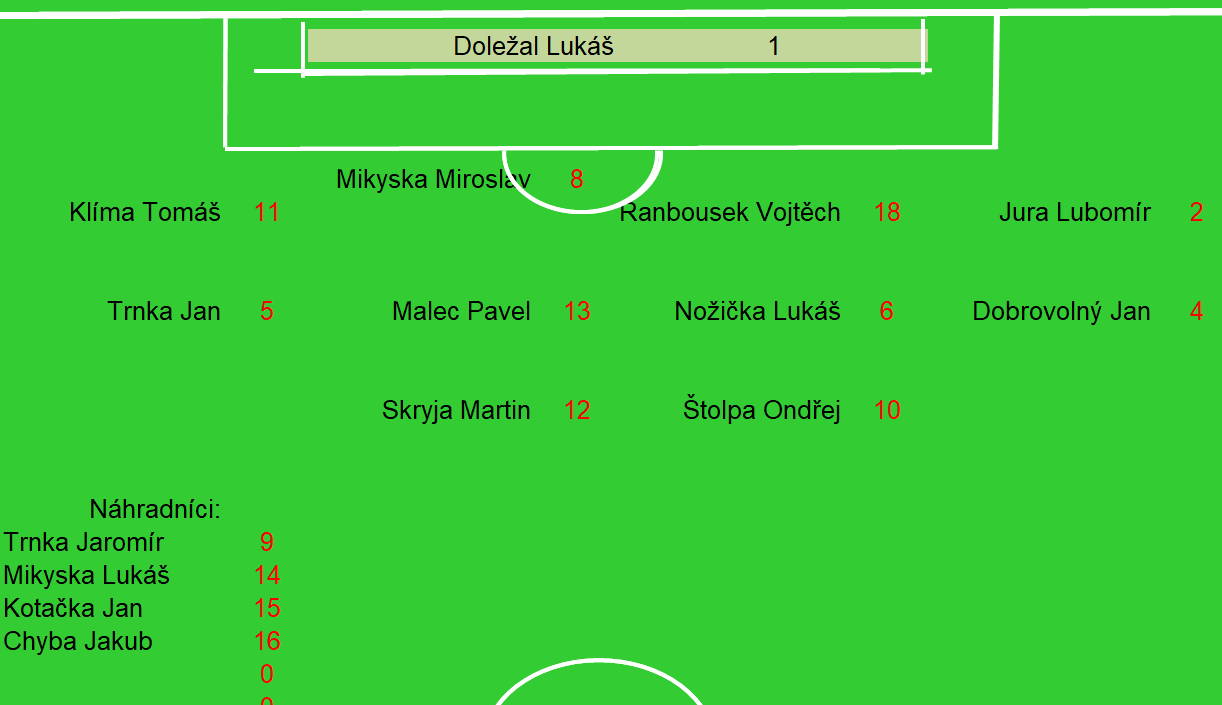 Doležal Lukáš 1
Mikyska Miroslav 8
Klíma Tomáš 11 Ranbousek Vojtěch 18 Jura Lubomír 2
Trnka Jan 5 Malec Pavel 13 Nožička Lukáš 6 Dobrovolný Jan 4
Skryja Martin 12 Štolpa Ondřej 10
Náhradníci:
Trnka Jaromír 9
Mikyska Lukáš 14
Kotačka Jan 15
Chyba Jakub 16
0